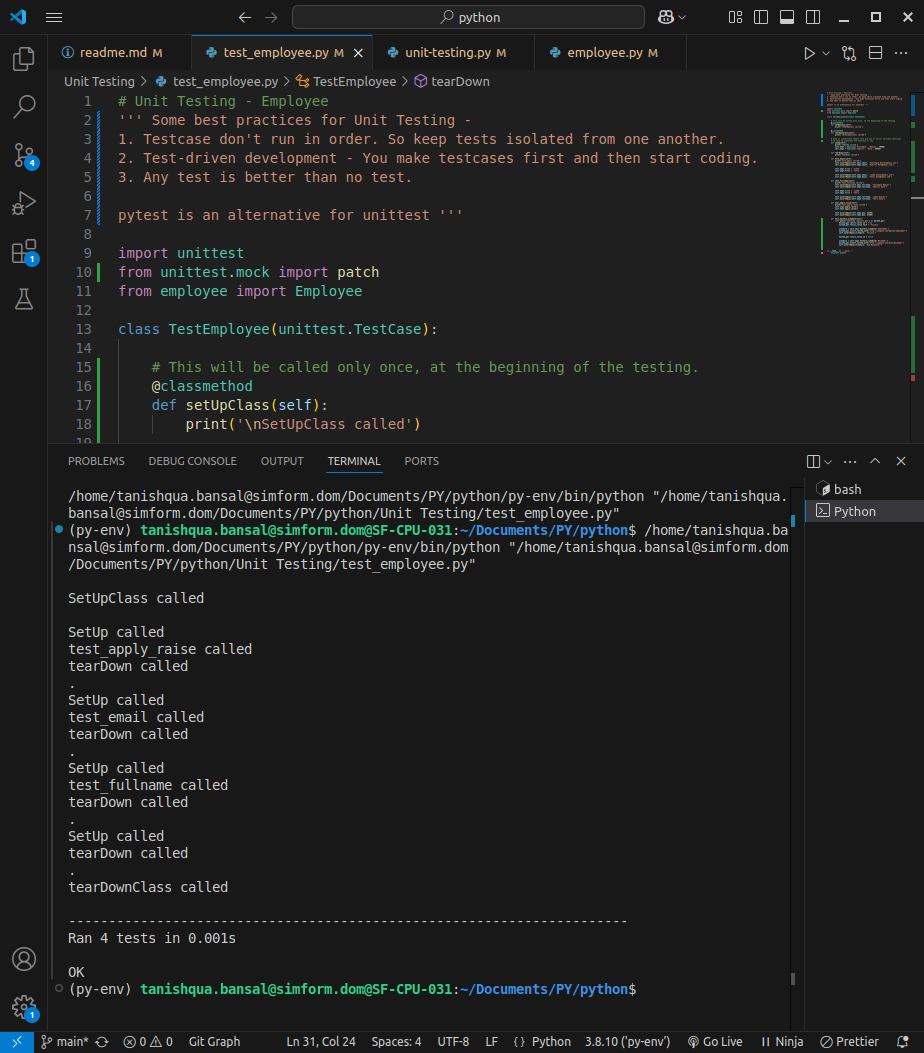 python
readme.md M
test_employee.py M
unit-testing.py M
employee.py M
Unit Testing > test_employee.py > TestEmployee > tearDown
1 # Unit Testing - Employee
2 ''' Some best practices for Unit Testing -
3 1. Testcase don't run in order. So keep tests isolated from one another.
4 2. Test-driven development - You make testcases first and then start coding.
5 3. Any test is better than no test.
6
7 pytest is an alternative for unittest '''
8
9 import unittest
10 from unittest.mock import patch
11 from employee import Employee
12
13 class TestEmployee(unittest.TestCase):
14
15 # This will be called only once, at the beginning of the testing.
16 @classmethod
17 def setUpClass(self):
18 print('\nSetUpClass called')
19
4
1
PROBLEMS DEBUG CONSOLE OUTPUT TERMINAL PORTS
bash
Python
/home/tanishqua.bansal@simform.dom/Documents/PY/python/py-env/bin/python "/home/tanishqua.
bansal@simform.dom/Documents/PY/python/Unit Testing/test_employee.py"
(py-env) tanishqua.bansal@simform.dom@SF-CPU-031:~/Documents/PY/python$ /home/tanishqua.ba
nsal@simform.dom/Documents/PY/python/py-env/bin/python "/home/tanishqua.bansal@simform.dom
/Documents/PY/python/Unit Testing/test_employee.py"
SetUpClass called
SetUp called
test_apply_raise called
tearDown called
.
SetUp called
test_email called
tearDown called
.
SetUp called
test_fullname called
tearDown called
.
SetUp called
tearDown called
.
tearDownClass called
----------------------------------------------------------------------
Ran 4 tests in 0.001s
OK
(py-env) tanishqua.bansal@simform.dom@SF-CPU-031:~/Documents/PY/python$
1
main* 0 0 Git Graph Ln 31, Col 24 Spaces: 4 UTF-8 LF {} Python 3.8.10 ('py-env') Go Live Ninja Prettier